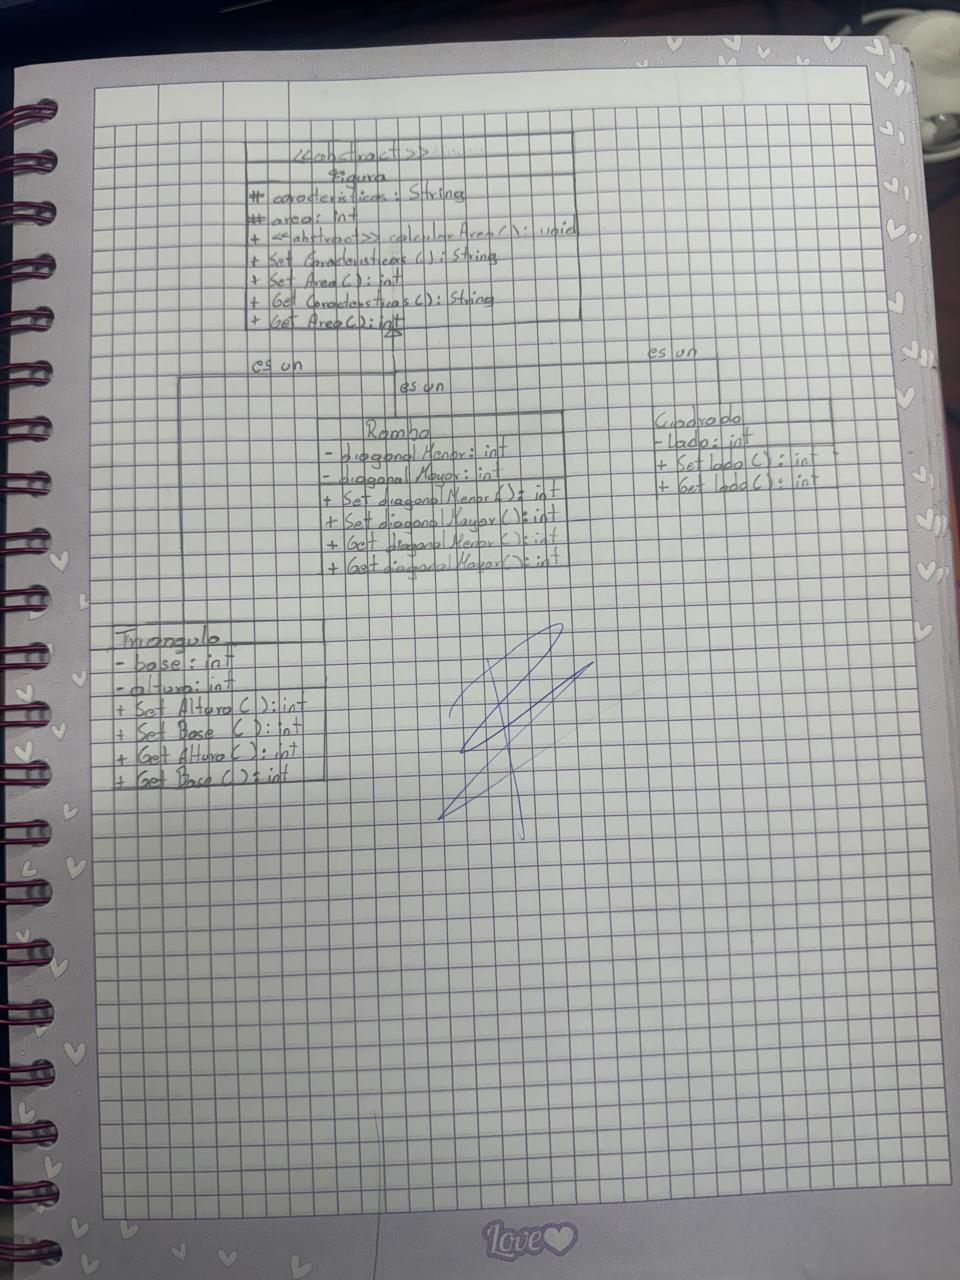 <<abstract>>
Figura
# caracteristicas : String
# area: int
+ <<abstract>> calcularArea(): void
+ Set Caracteristicas (): String
+ Set Area(): int
+ Get Caracteristicas(): String
+ Get Area(): int
es un
es un
es un
Rombo
- diagonal Menor: int
- diagonal Mayor: int
+ Set diagonal Menor(): int
+ Set diagonal Mayor(): int
+ Get diagonal Menor(): int
+ Get diagonal Mayor(): int
Cuadrado
- Lado: int
+ Set lado(): int
+ Get lado(): int
Triangulo
- base: int
- altura: int
+ Set Altura(): int
+ Set Base (): int
+ Get Altura(): int
+ Get Base(): int
Love